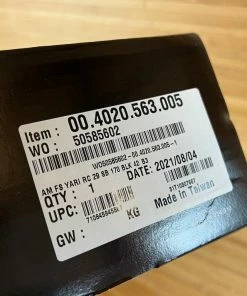 Item : 00.4020.563.005
WO : 50585602
WO50585602-00.4020.563.005-1
AM FS YARI RC 29 8B 170 BLK 42 B3
QTY : 1 DATE: 2021/08/04
UPC:
GW : KG Made in Taiwan